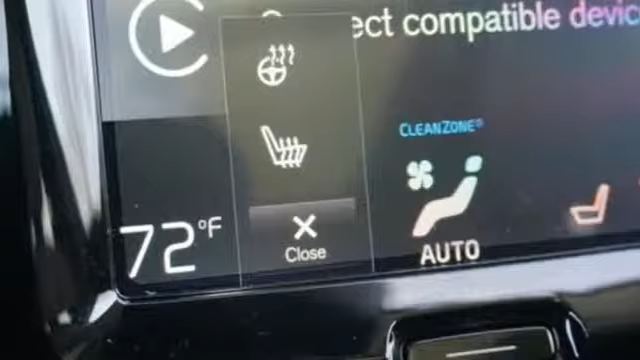 ect compatible devic
CLEANZONE®
72°F
Close
AUTO